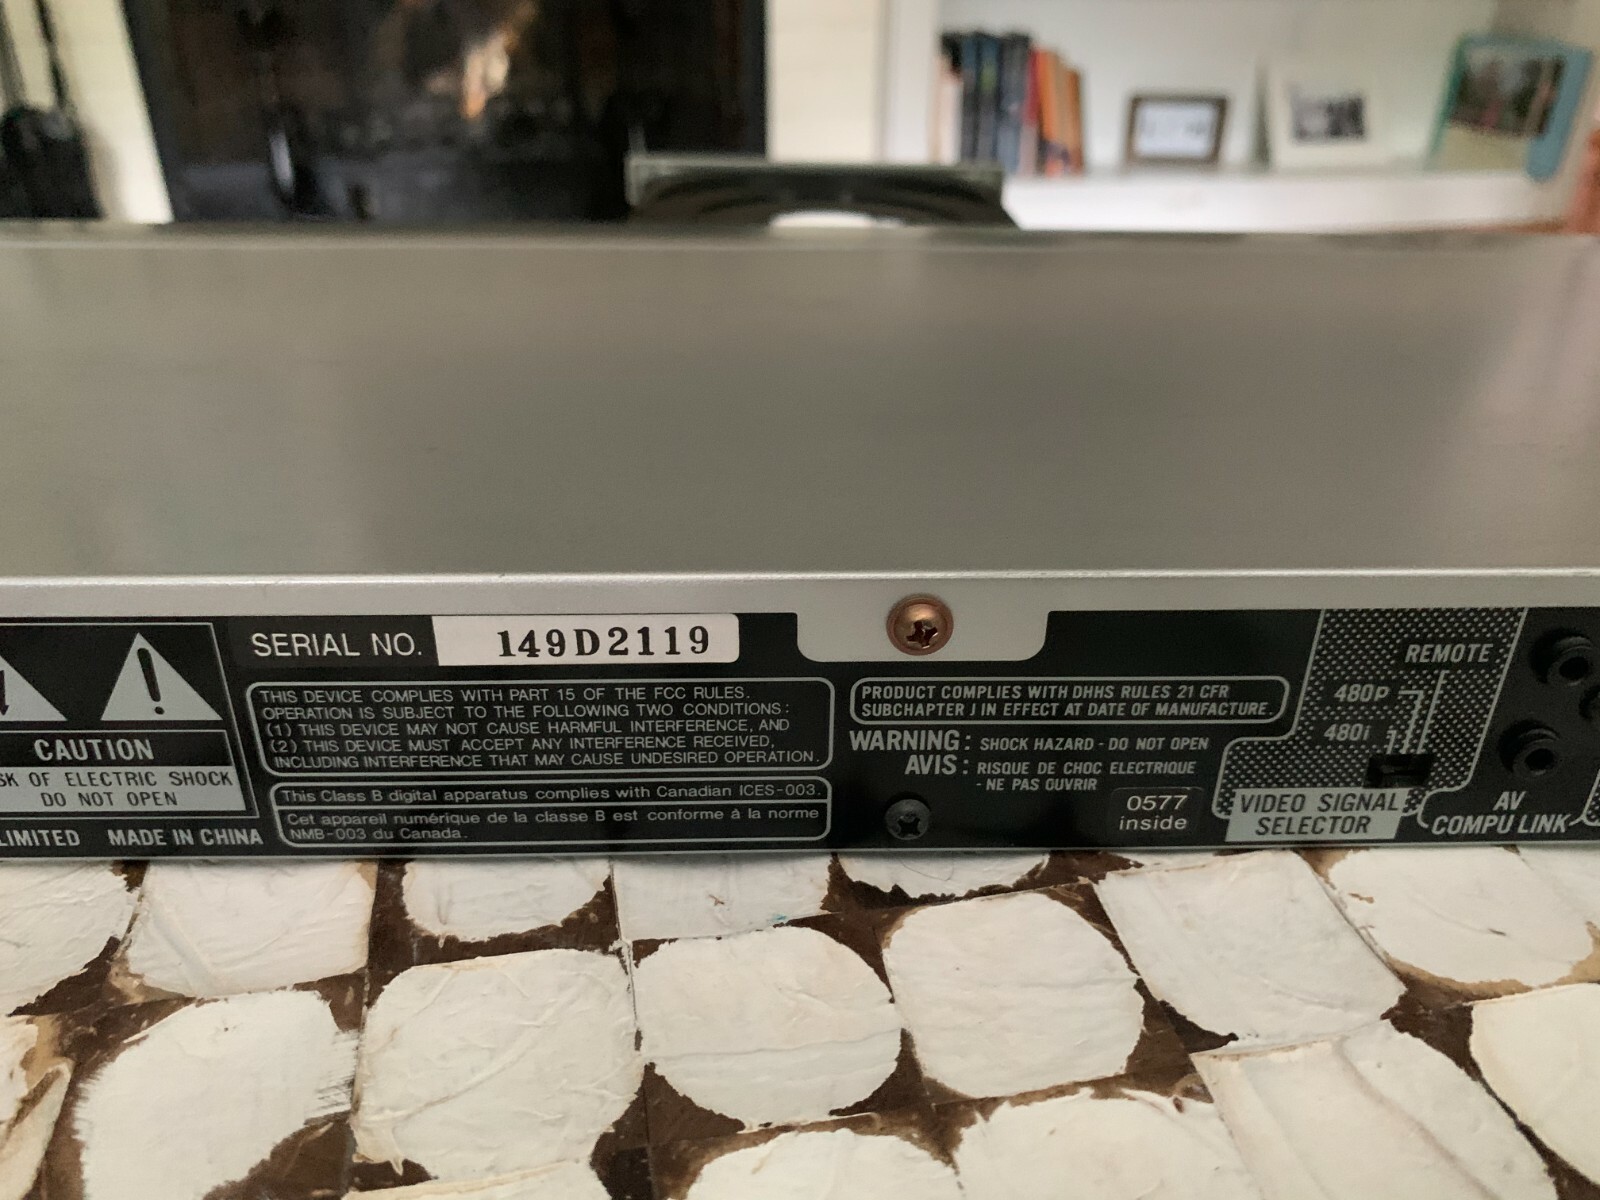 CAUTION
OF ELECTRIC SHOCK
DO NOT OPEN
LIMITED MADE IN CHINA
SERIAL NO. 149D2119
THIS DEVICE COMPLIES WITH PART 15 OF THE FCC RULES.
OPERATION IS SUBJECT TO THE FOLLOWING TWO CONDITIONS:
(1) THIS DEVICE MAY NOT CAUSE HARMFUL INTERFERENCE, AND
(2) THIS DEVICE MUST ACCEPT ANY INTERFERENCE RECEIVED,
INCLUDING INTERFERENCE THAT MAY CAUSE UNDESIRED OPERATION.
This Class B digital apparatus complies with Canadian ICES-003.
Cet appareil numérique de la classe B est conforme à la norme
NMB-003 du Canada.
PRODUCT COMPLIES WITH DHHS RULES 21 CFR
SUBCHAPTER J IN EFFECT AT DATE OF MANUFACTURE.
WARNING: SHOCK HAZARD - DO NOT OPEN
AVIS: RISQUE DE CHOC ELECTRIQUE
- NE PAS OUVRIR
0577
inside
REMOTE
480p
480i
VIDEO SIGNAL
SELECTOR
AV
COMPU LINK